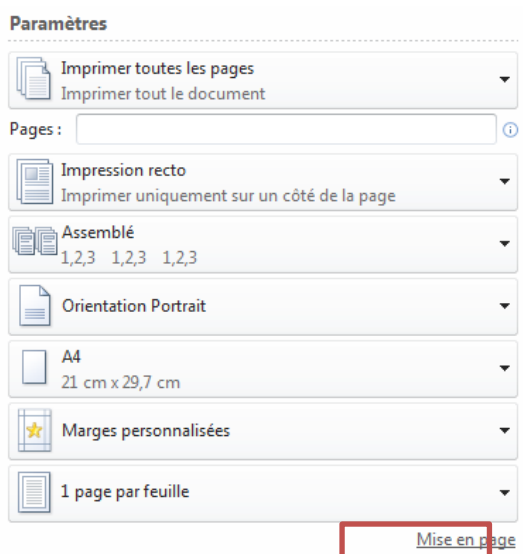 Paramètres
Imprimer toutes les pages
Imprimer tout le document
Pages :
Impression recto
Imprimer uniquement sur un côté de la page
Assemblé
1,2,3 1,2,3 1,2,3
Orientation Portrait
A4
21 cm x 29,7 cm
Marges personnalisées
1 page par feuille
Mise en page